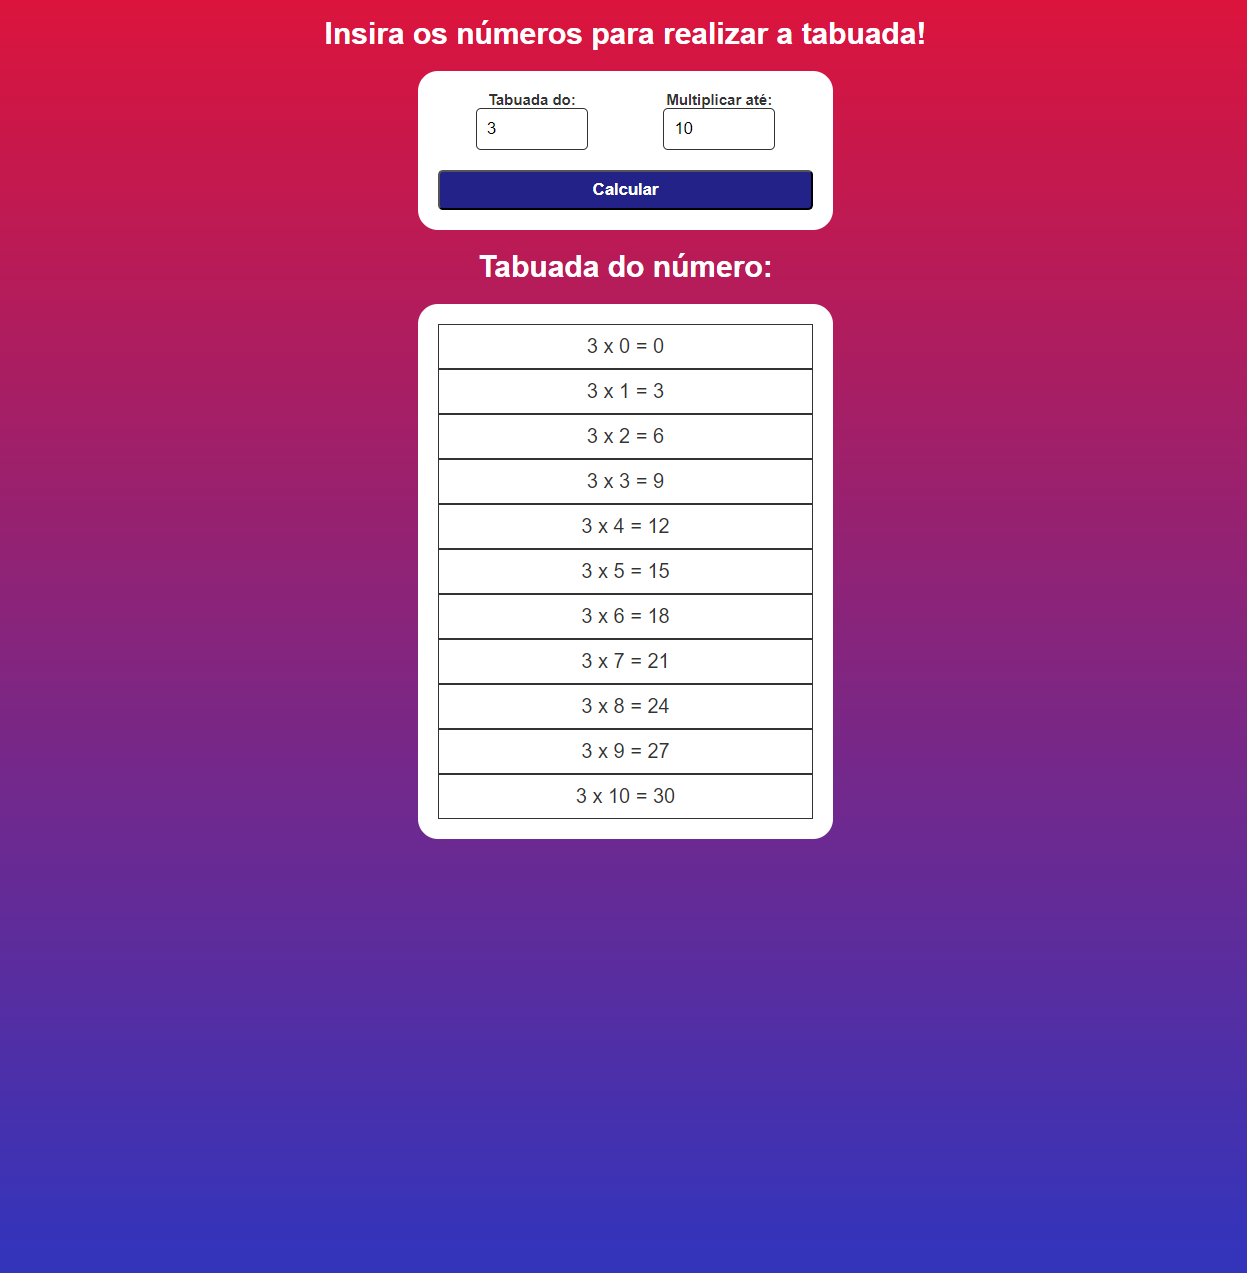 Insira os números para realizar a tabuada!
Tabuada do: Multiplicar até:
3 10
Calcular
Tabuada do número:
3 x 0 = 0
3 x 1 = 3
3 x 2 = 6
3 x 3 = 9
3 x 4 = 12
3 x 5 = 15
3 x 6 = 18
3 x 7 = 21
3 x 8 = 24
3 x 9 = 27
3 x 10 = 30